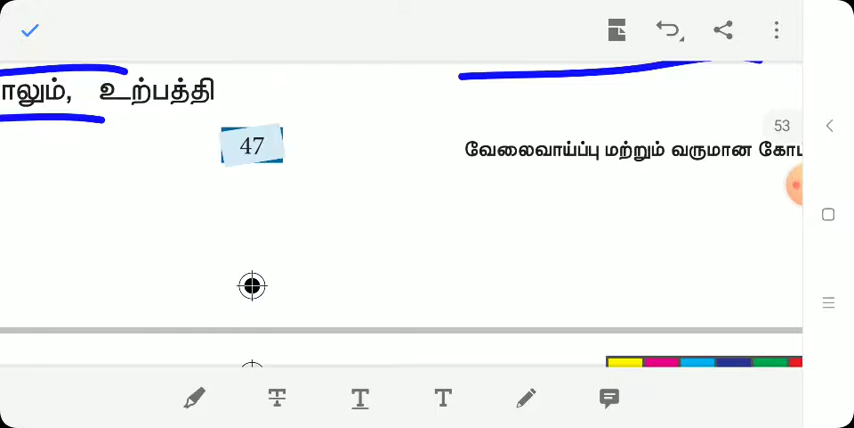 லும், உற்பத்தி
47
53
வேலைவாய்ப்பு மற்றும் வருமான